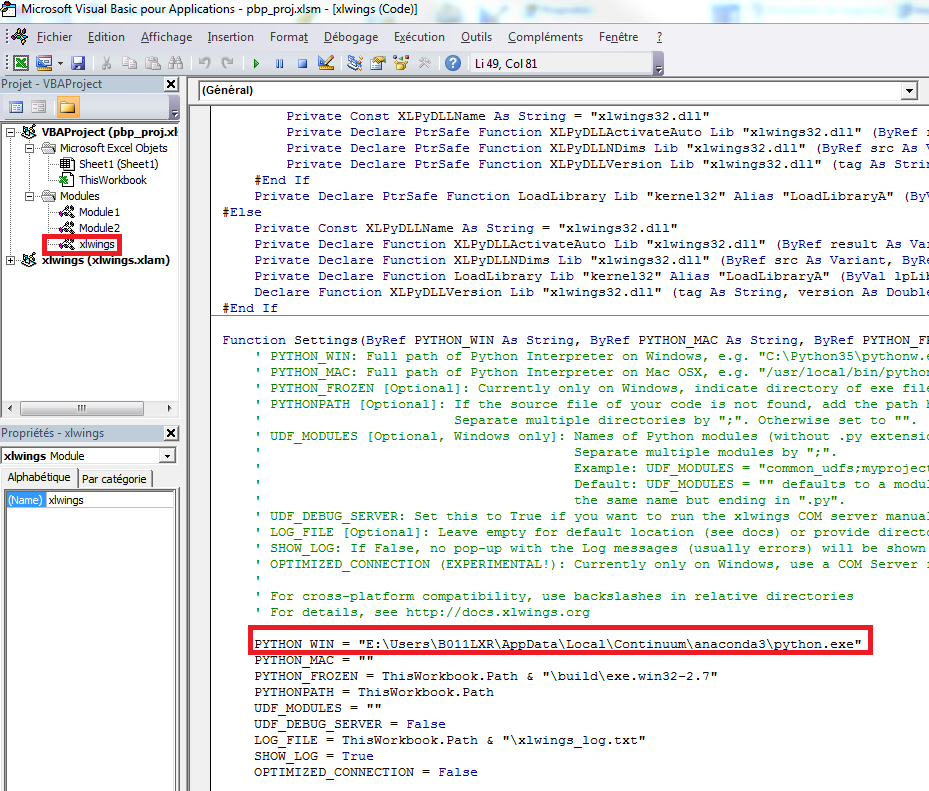 Microsoft Visual Basic pour Applications - pbp_proj.xlsm - [xlwings (Code)]
Fichier Edition Affichage Insertion Format Débogage Exécution Outils Compléments Fenêtre ?
Li 49, Col 81
Projet - VBAProject
VBAProject (pbp_proj.xl
Microsoft Excel Objets
Sheet1 (Sheet1)
ThisWorkbook
Modules
Module1
Module2
xlwings
xlwings (xlwings.xlam)
Propriétés - xlwings
xlwings Module
Alphabétique Par catégorie
(Name) xlwings
(Général)
Private Const XLPyDLLName As String = "xlwings32.dll"
Private Declare PtrSafe Function XLPyDLLActivateAuto Lib "xlwings32.dll" (ByRef r
Private Declare PtrSafe Function XLPyDLLNDims Lib "xlwings32.dll" (ByRef src As V
Private Declare PtrSafe Function XLPyDLLVersion Lib "xlwings32.dll" (tag As Strin
#End If
Private Declare PtrSafe Function LoadLibrary Lib "kernel32" Alias "LoadLibraryA" (By
#Else
Private Const XLPyDLLName As String = "xlwings32.dll"
Private Declare Function XLPyDLLActivateAuto Lib "xlwings32.dll" (ByRef result As Var
Private Declare Function XLPyDLLNDims Lib "xlwings32.dll" (ByRef src As Variant, ByRef
Private Declare Function LoadLibrary Lib "kernel32" Alias "LoadLibraryA" (ByVal lpLib
Declare Function XLPyDLLVersion Lib "xlwings32.dll" (tag As String, version As Double
#End If
Function Settings(ByRef PYTHON_WIN As String, ByRef PYTHON_MAC As String, ByRef PYTHON_FR
' PYTHON_WIN: Full path of Python Interpreter on Windows, e.g. "C:\Python35\pythonw.e
' PYTHON_MAC: Full path of Python Interpreter on Mac OSX, e.g. "/usr/local/bin/python
' PYTHON_FROZEN [Optional]: Currently only on Windows, indicate directory of exe file
' PYTHONPATH [Optional]: If the source file of your code is not found, add the path h
' Separate multiple directories by ";". Otherwise set to "".
' UDF_MODULES [Optional, Windows only]: Names of Python modules (without .py extensio
' Separate multiple modules by ";".
' Example: UDF_MODULES = "common_udfs;myproject
' Default: UDF_MODULES = "" defaults to a modul
' the same name but ending in ".py".
' UDF_DEBUG_SERVER: Set this to True if you want to run the xlwings COM server manual
' LOG_FILE [Optional]: Leave empty for default location (see docs) or provide directo
' SHOW_LOG: If False, no pop-up with the Log messages (usually errors) will be shown
' OPTIMIZED_CONNECTION (EXPERIMENTAL!): Currently only on Windows, use a COM Server
'
' For cross-platform compatibility, use backslashes in relative directories
' For details, see http://docs.xlwings.org
PYTHON_WIN = "E:\Users\B011LXR\AppData\Local\Continuum\anaconda3\python.exe"
PYTHON_MAC = ""
PYTHON_FROZEN = ThisWorkbook.Path & "\build\exe.win32-2.7"
PYTHONPATH = ThisWorkbook.Path
UDF_MODULES = ""
UDF_DEBUG_SERVER = False
LOG_FILE = ThisWorkbook.Path & "\xlwings_log.txt"
SHOW_LOG = True
OPTIMIZED_CONNECTION = False